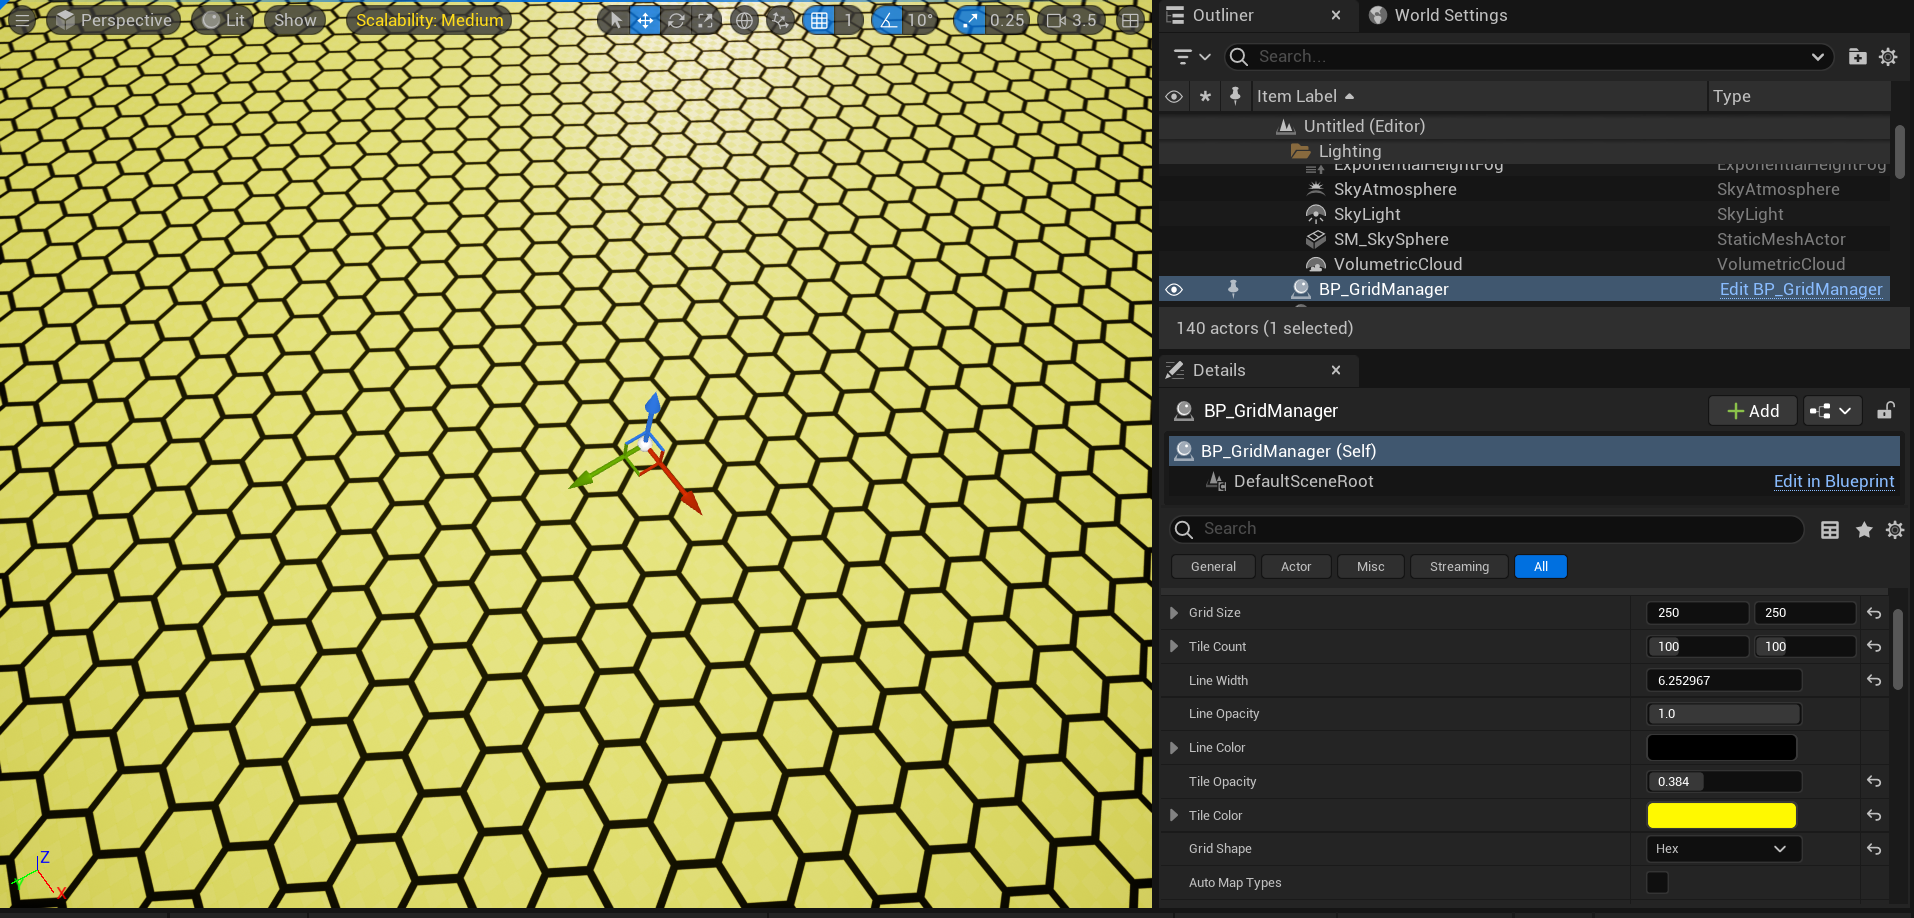 Perspective Lit Show Scalability: Medium 1 10° 0.25 3.5
Outliner World Settings
Search...
Item Label Type
Untitled (Editor)
Lighting
ExponentialHeightFog ExponentialHeightFog
SkyAtmosphere SkyAtmosphere
SkyLight SkyLight
SM_SkySphere StaticMeshActor
VolumetricCloud VolumetricCloud
BP_GridManager Edit BP_GridManager
140 actors (1 selected)
Details
BP_GridManager Add
BP_GridManager (Self)
DefaultSceneRoot Edit in Blueprint
Search
General Actor Misc Streaming All
Grid Size 250 250
Tile Count 100 100
Line Width 6.252967
Line Opacity 1.0
Line Color
Tile Opacity 0.384
Tile Color
Grid Shape Hex
Auto Map Types
Z
X